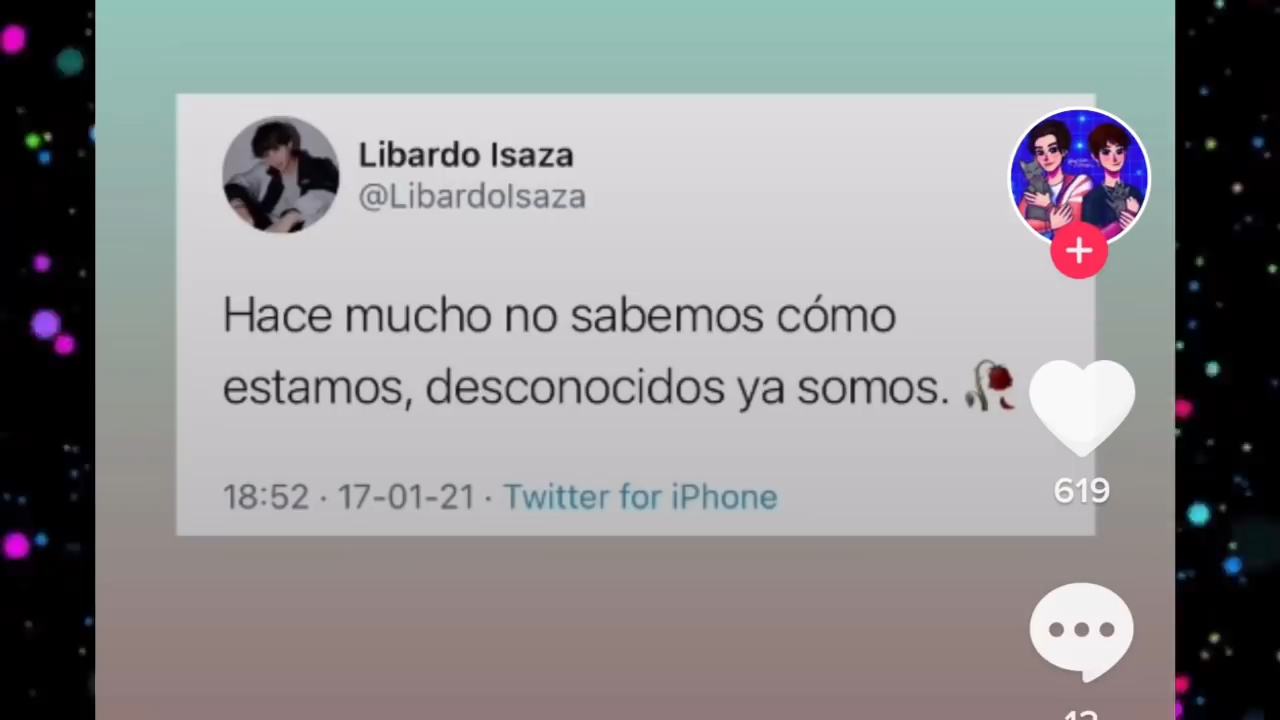 Libardo Isaza
@LibardoIsaza
Hace mucho no sabemos cómo
estamos, desconocidos ya somos. 🥀
18:52 · 17-01-21 · Twitter for iPhone
619